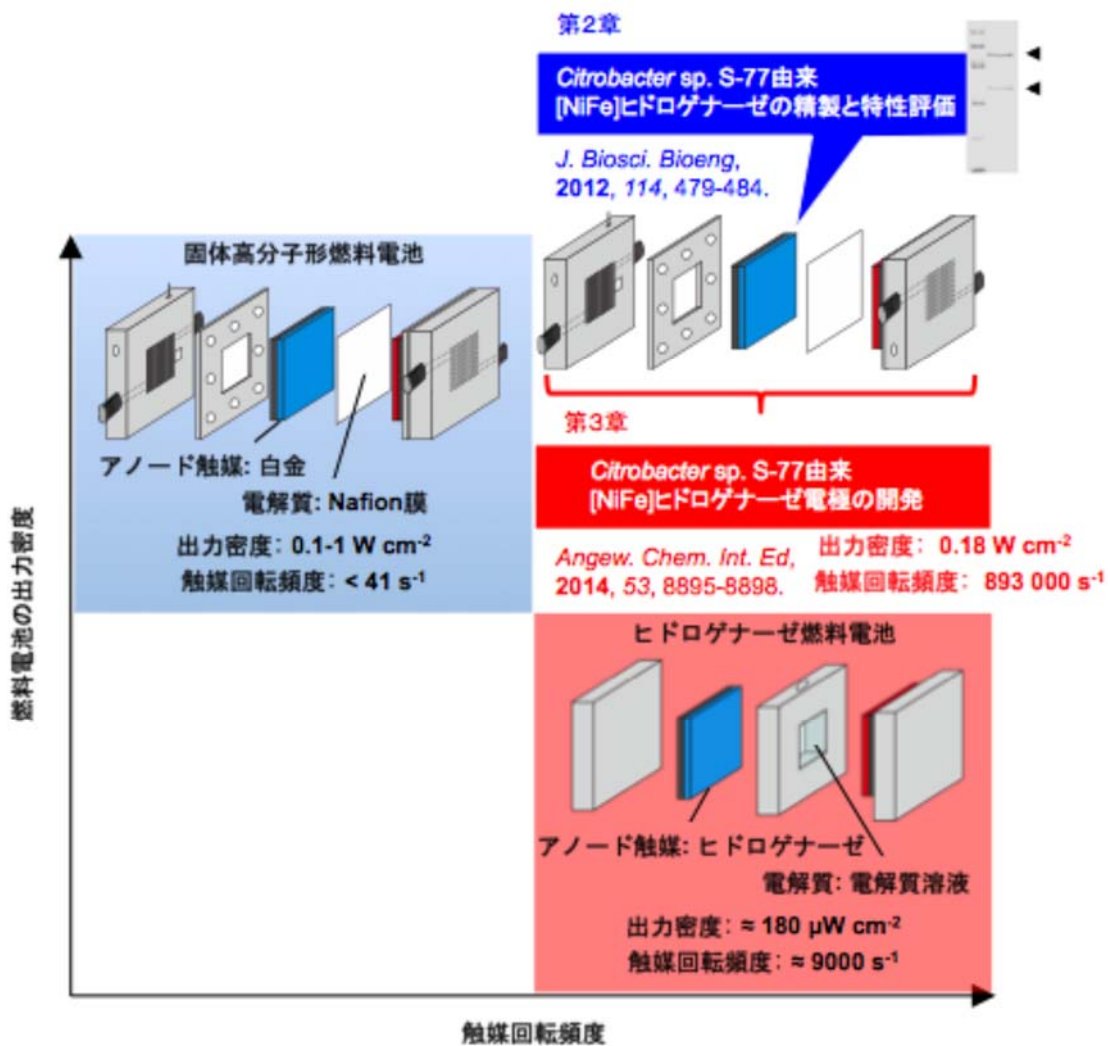 第2章
Citrobacter sp. S-77由来
[NiFe]ヒドロゲナーゼの精製と特性評価
J. Biosci. Bioeng,
2012, 114, 479-484.
固体高分子形燃料電池
アノード触媒: 白金
電解質: Nafion膜
出力密度: 0.1-1 W cm⁻²
触媒回転頻度: < 41 s⁻¹
第3章
Citrobacter sp. S-77由来
[NiFe]ヒドロゲナーゼ電極の開発
Angew. Chem. Int. Ed,
2014, 53, 8895-8898.
出力密度: 0.18 W cm⁻²
触媒回転頻度: 893 000 s⁻¹
ヒドロゲナーゼ燃料電池
アノード触媒: ヒドロゲナーゼ
電解質: 電解質溶液
出力密度: ≈ 180 μW cm⁻²
触媒回転頻度: ≈ 9000 s⁻¹
燃料電池の出力密度
触媒回転頻度